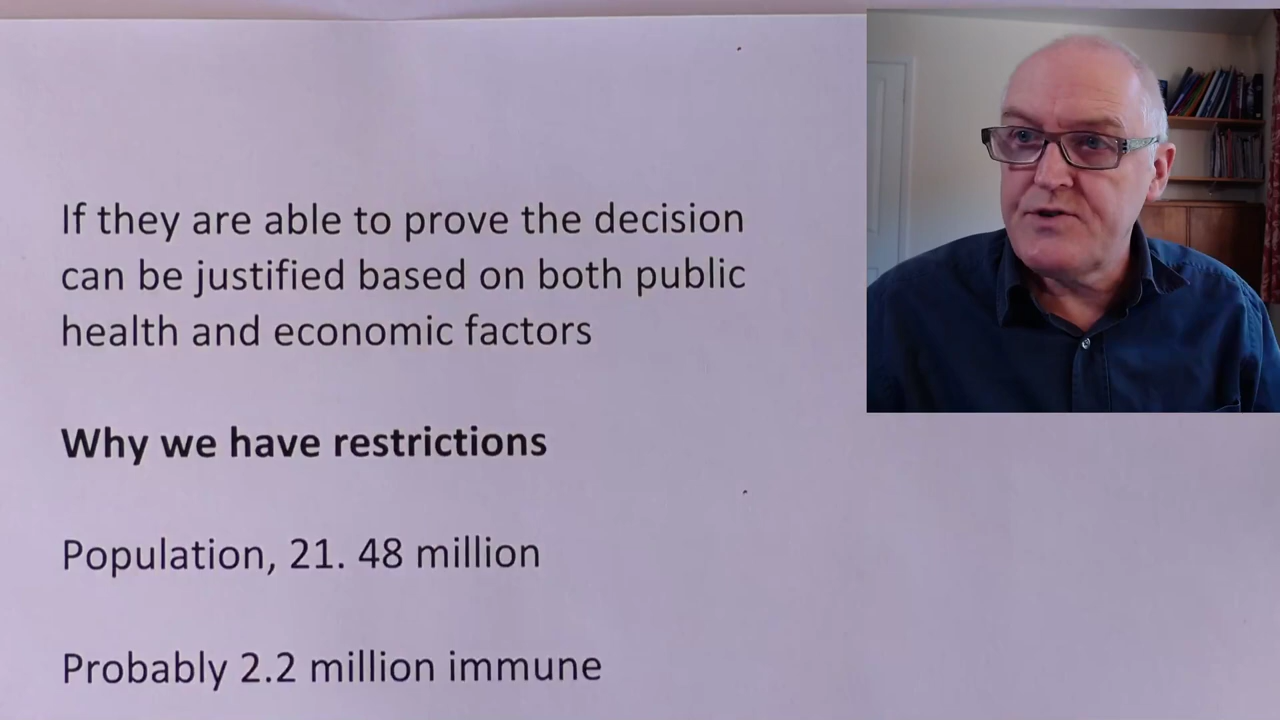 If they are able to prove the decision
can be justified based on both public
health and economic factors
Why we have restrictions
Population, 21. 48 million
Probably 2.2 million immune